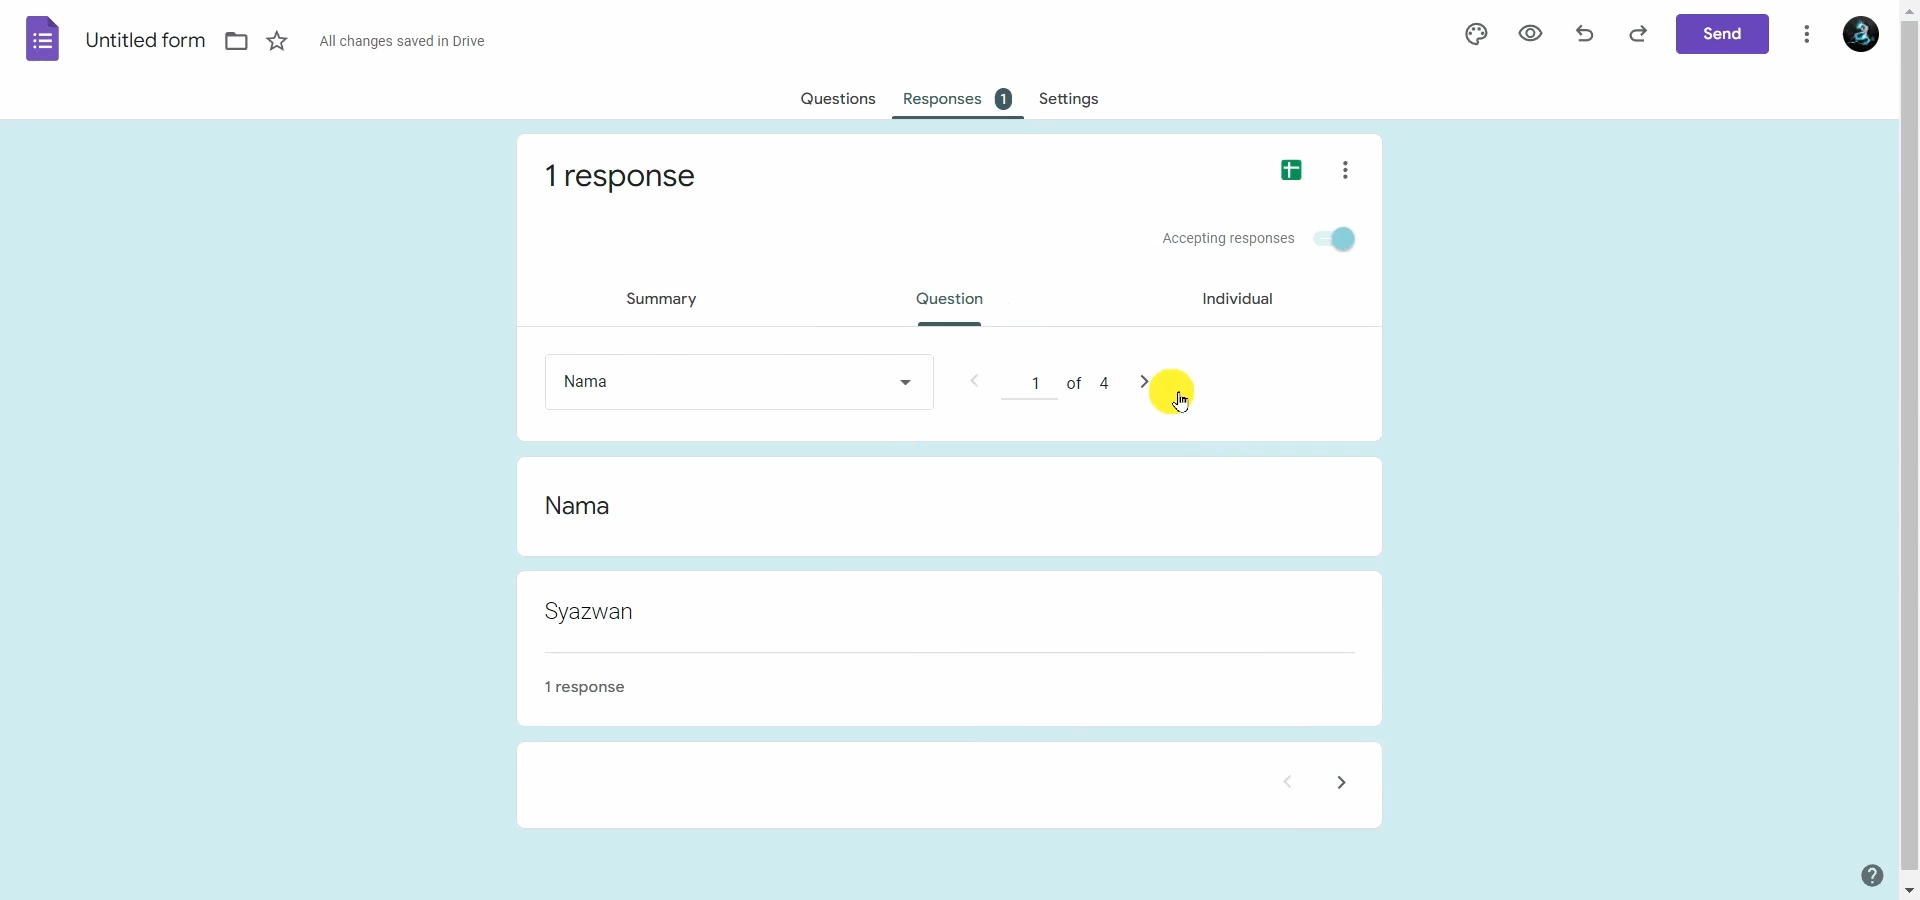 Untitled form
All changes saved in Drive
Send
Questions
Responses 1
Settings
1 response
Accepting responses
Summary
Question
Individual
Nama
1 of 4
Nama
Syazwan
1 response